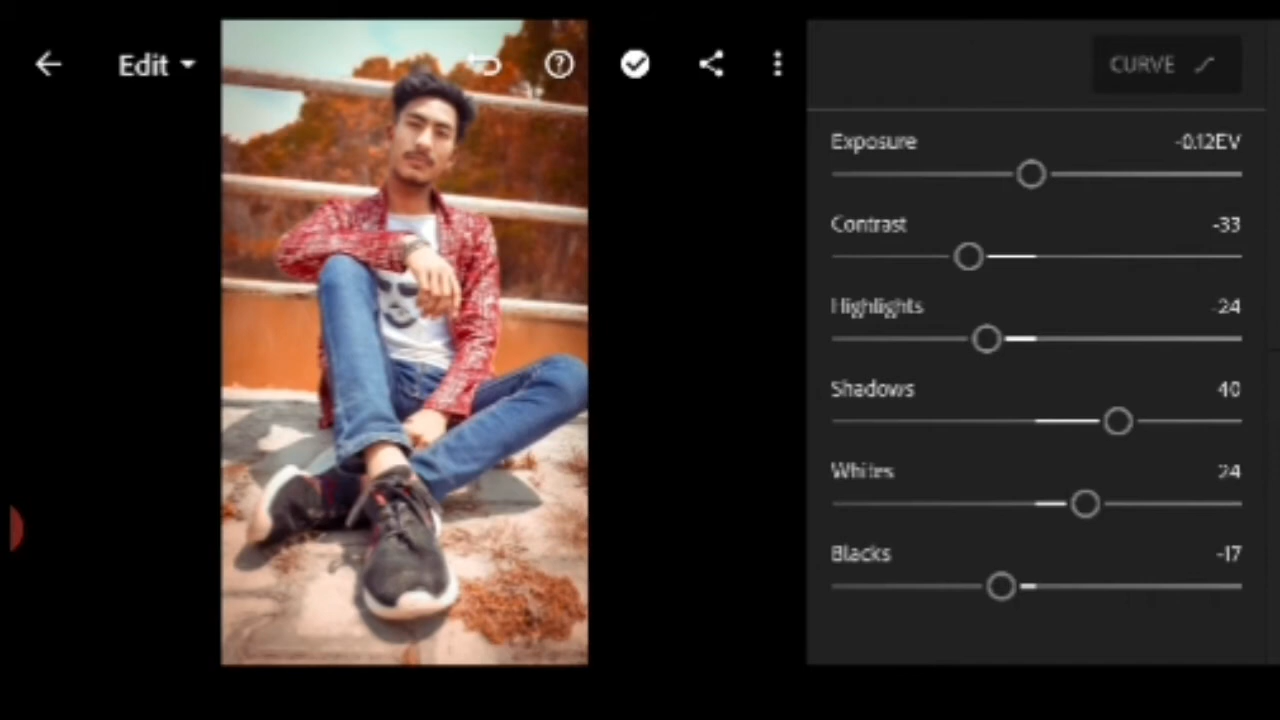 Edit
CURVE
Exposure -0.12EV
Contrast -33
Highlights -24
Shadows 40
Whites 24
Blacks -17